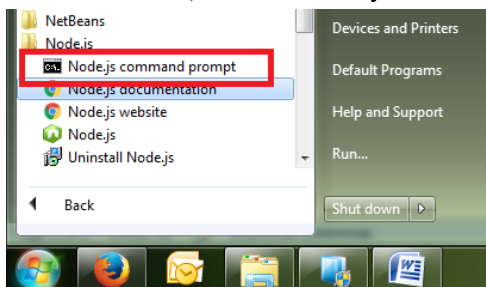 NetBeans
Node.js
Node.js command prompt
Node.js documentation
Node.js website
Node.js
Uninstall Node.js
Back
Devices and Printers
Default Programs
Help and Support
Run...
Shut down